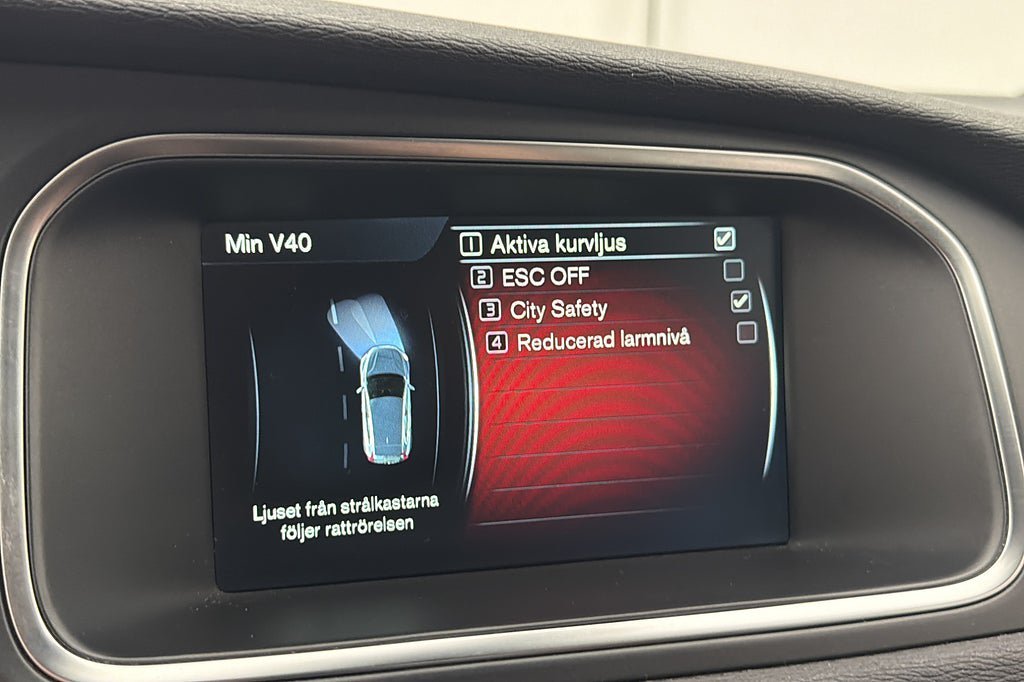 Min V40
1 Aktiva kurvljus
2 ESC OFF
3 City Safety
4 Reducerad larmnivå
Ljuset från strålkastarna
följer rattrörelsen